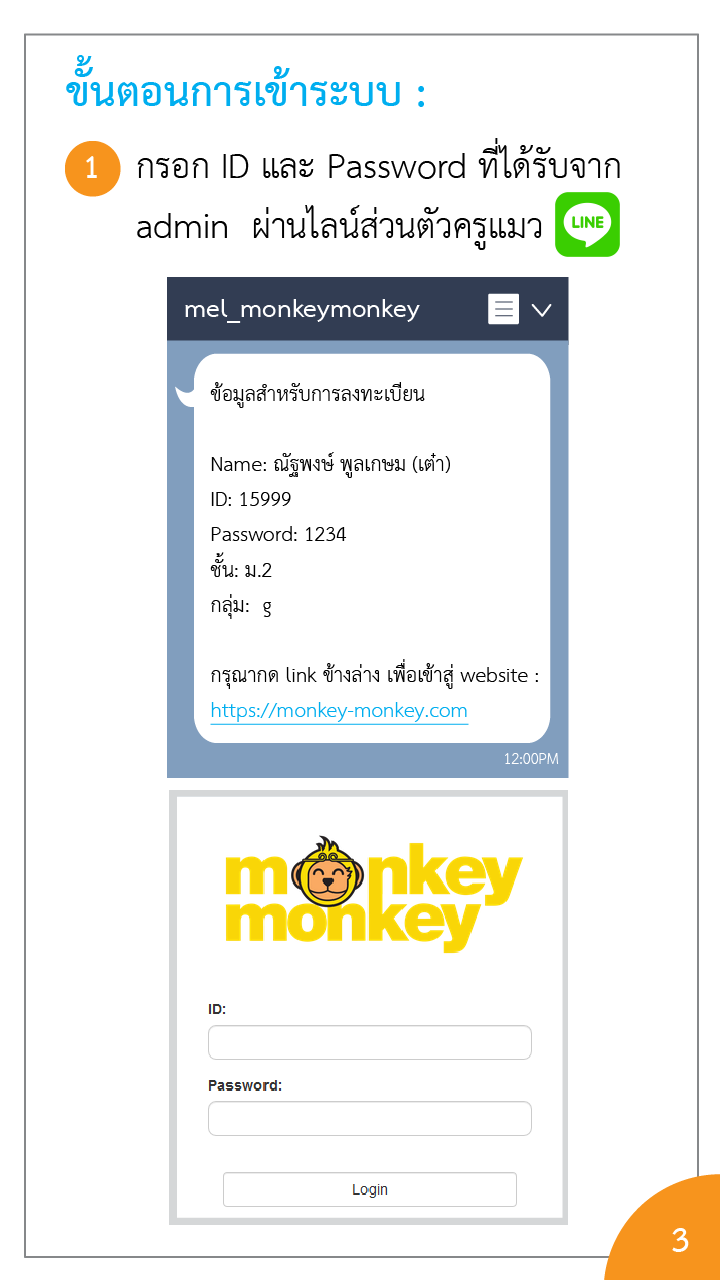 ขั้นตอนการเข้าระบบ :
1 กรอก ID และ Password ที่ได้รับจาก
admin ผ่านไลน์ส่วนตัวครูแมว LINE
mel_monkeymonkey
ข้อมูลสำหรับการลงทะเบียน
Name: ณัฐพงษ์ พูลเกษม (เต๋า)
ID: 15999
Password: 1234
ชั้น: ม.2
กลุ่ม: g
กรุณากด link ข้างล่าง เพื่อเข้าสู่ website :
https://monkey-monkey.com
12:00PM
monkey
monkey
ID:
Password:
Login
3